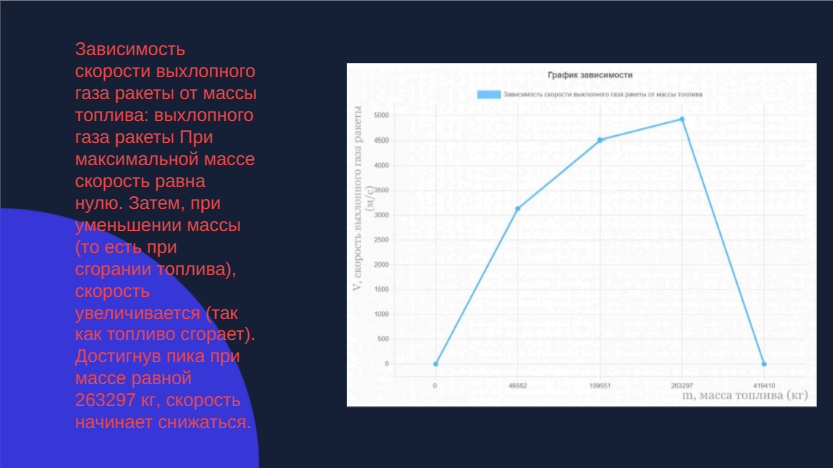 Зависимость
скорости выхлопного
газа ракеты от массы
топлива: выхлопного
газа ракеты При
максимальной массе
скорость равна
нулю. Затем, при
уменьшении массы
(то есть при
сгорании топлива),
скорость
увеличивается (так
как топливо сгорает).
Достигнув пика при
массе равной
263297 кг, скорость
начинает снижаться.
График зависимости
Зависимость скорости выхлопного газа ракеты от массы топлива
V, скорость выхлопного газа ракеты
(м/с)
5000
4500
4000
3500
3000
2500
2000
1500
1000
500
0
0 46562 109551 263297 419410
m, масса топлива (кг)